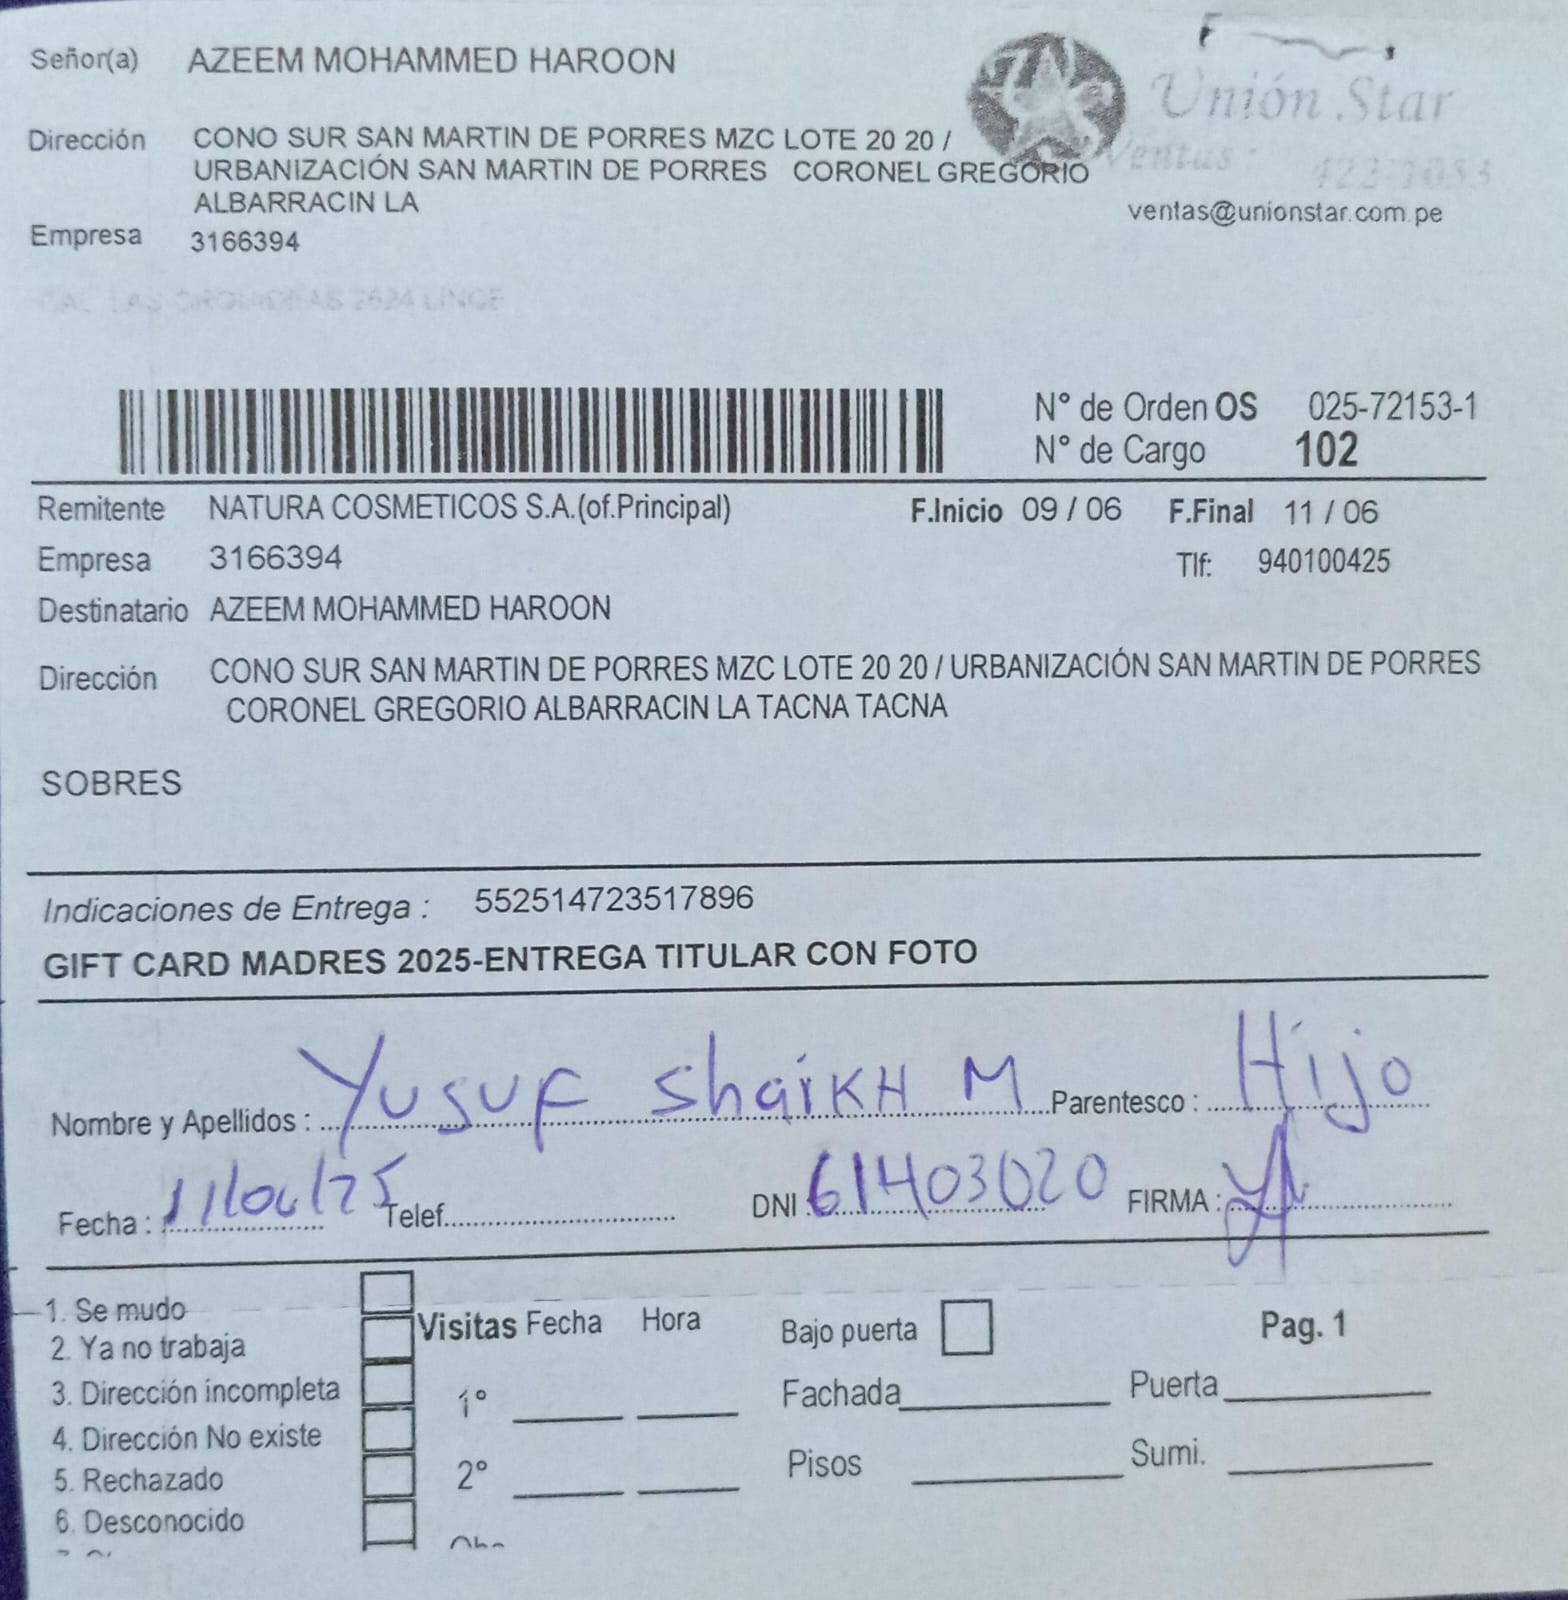 Señor(a) AZEEM MOHAMMED HAROON
Unión Star
Ventas: 422-1053
Dirección CONO SUR SAN MARTIN DE PORRES MZC LOTE 20 20 /
URBANIZACIÓN SAN MARTIN DE PORRES CORONEL GREGORIO
ALBARRACIN LA
ventas@unionstar.com.pe
Empresa 3166394
LAS ORQUIDEAS 2624 LINCE
N° de Orden OS 025-72153-1
N° de Cargo 102
Remitente NATURA COSMETICOS S.A.(of.Principal) F.Inicio 09 / 06 F.Final 11 / 06
Empresa 3166394 Tlf: 940100425
Destinatario AZEEM MOHAMMED HAROON
Dirección CONO SUR SAN MARTIN DE PORRES MZC LOTE 20 20 / URBANIZACIÓN SAN MARTIN DE PORRES
CORONEL GREGORIO ALBARRACIN LA TACNA TACNA
SOBRES
Indicaciones de Entrega : 552514723517896
GIFT CARD MADRES 2025-ENTREGA TITULAR CON FOTO
Nombre y Apellidos : Yusuf Shaikh M Parentesco : Hijo
Fecha : 11/06/25 Telef. DNI : 61403020 FIRMA :
1. Se mudo
2. Ya no trabaja
3. Dirección incompleta
4. Dirección No existe
5. Rechazado
6. Desconocido
Visitas Fecha Hora
1°
2°
Bajo puerta Pag. 1
Fachada Puerta
Pisos Sumi.